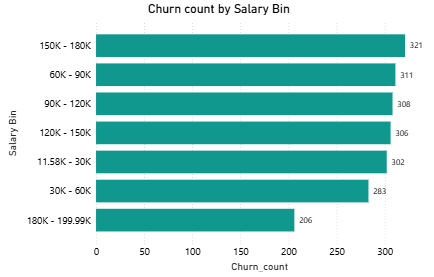 Churn count by Salary Bin
Salary Bin
150K - 180K 321
60K - 90K 311
90K - 120K 308
120K - 150K 306
11.58K - 30K 302
30K - 60K 283
180K - 199.99K 206
0 50 100 150 200 250 300
Churn_count